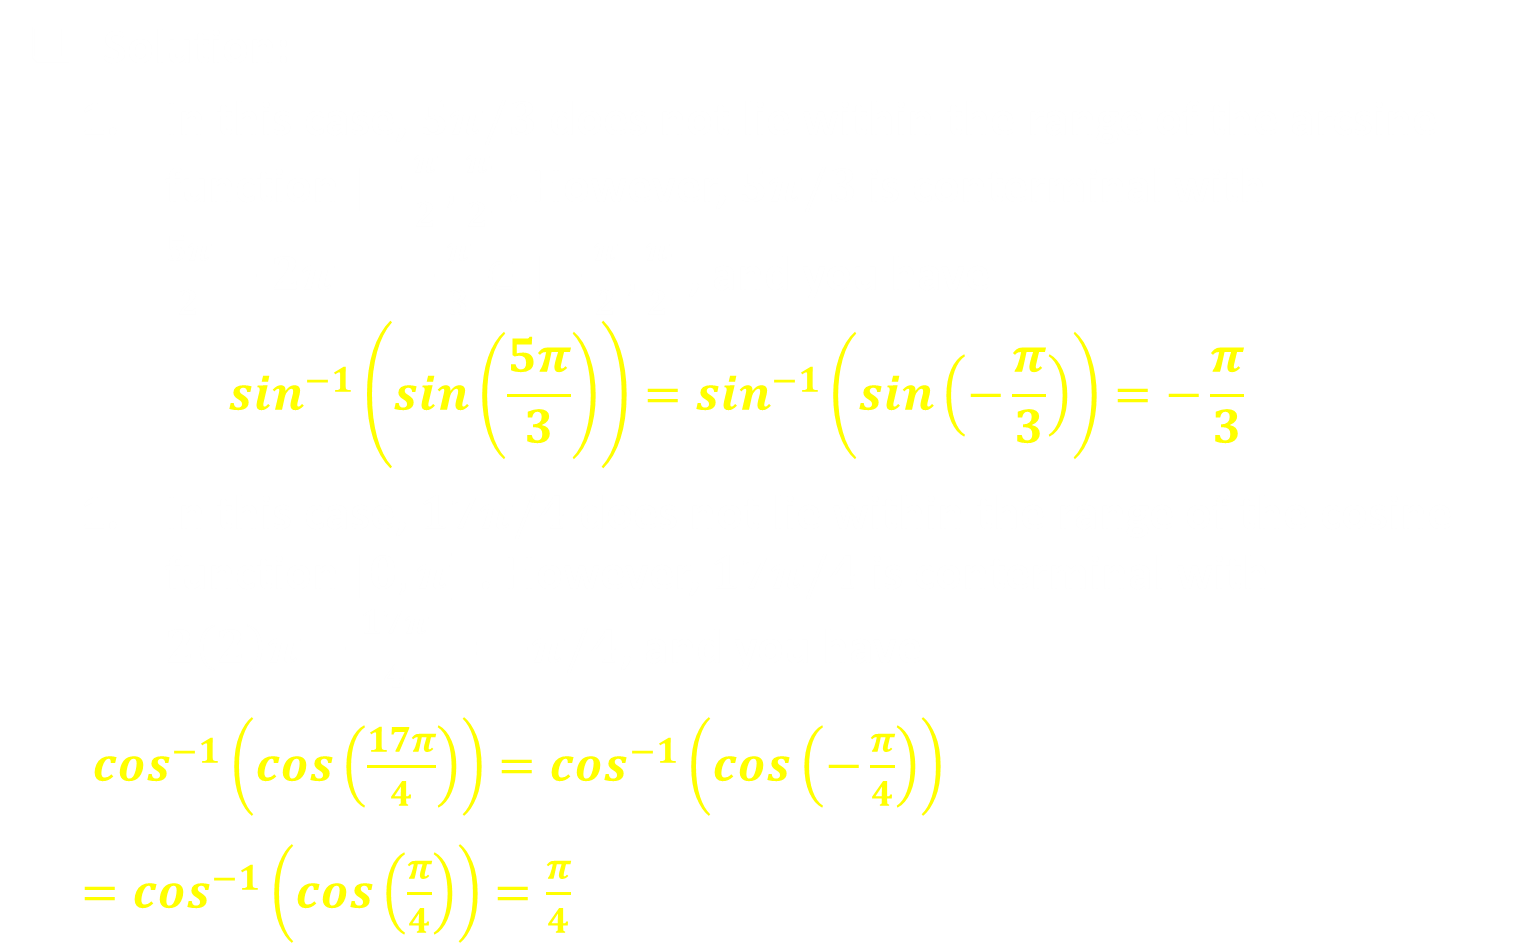 sin⁻¹(sin(5π/3)) = sin⁻¹(sin(−π/3)) = −π/3
cos⁻¹(cos(17π/4)) = cos⁻¹(cos(−π/4))
= cos⁻¹(cos(π/4)) = π/4